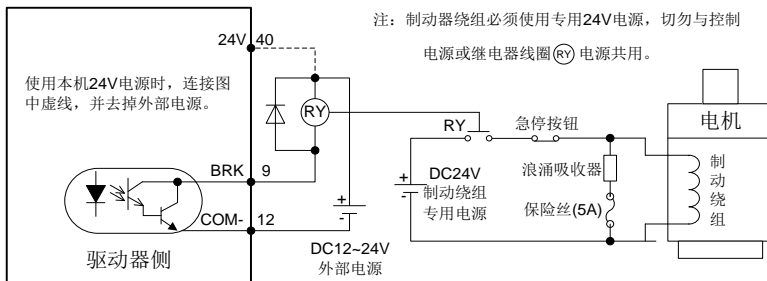 注：制动器绕组必须使用专用24V电源，切勿与控制
电源或继电器线圈RY电源共用。
24V 40
使用本机24V电源时，连接图
中虚线，并去掉外部电源。
RY
RY
急停按钮
电机
BRK 9
+
-
DC24V
制动绕组
专用电源
浪涌吸收器
保险丝(5A)
制动绕组
COM- 12
+
-
DC12~24V
外部电源
驱动器侧